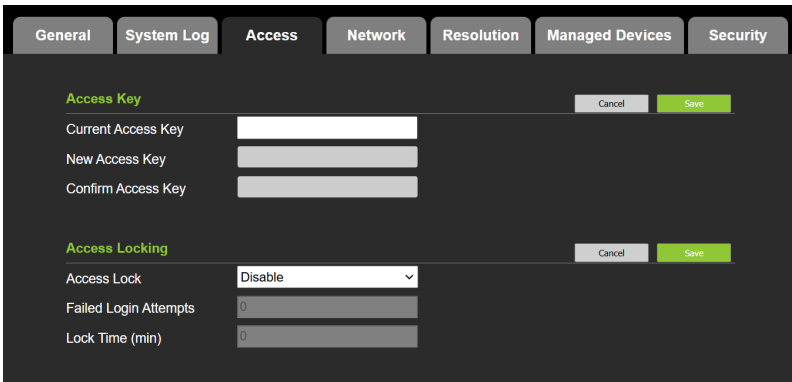 General System Log Access Network Resolution Managed Devices Security
Access Key Cancel Save
Current Access Key
New Access Key
Confirm Access Key
Access Locking Cancel Save
Access Lock Disable
Failed Login Attempts 0
Lock Time (min) 0